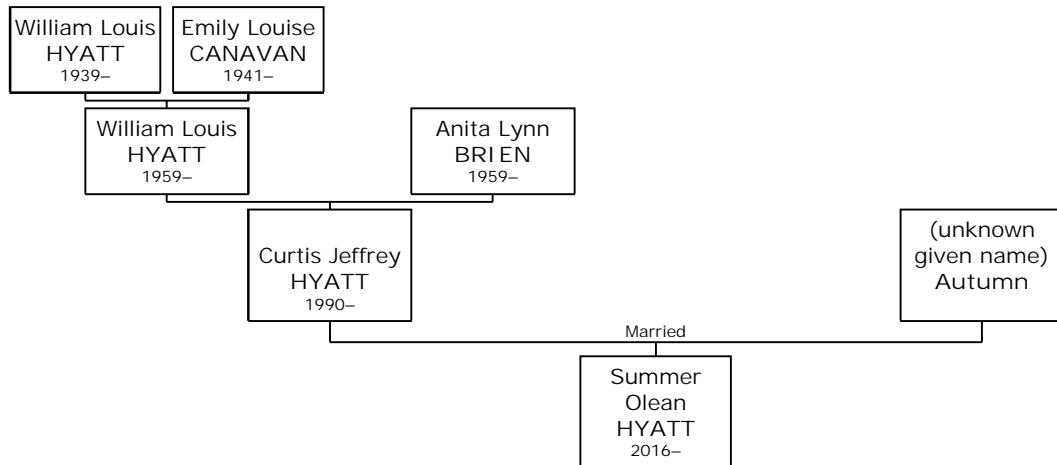 William Louis
HYATT
1939–
Emily Louise
CANAVAN
1941–
William Louis
HYATT
1959–
Anita Lynn
BRIEN
1959–
Curtis Jeffrey
HYATT
1990–
(unknown
given name)
Autumn
Married
Summer
Olean
HYATT
2016–